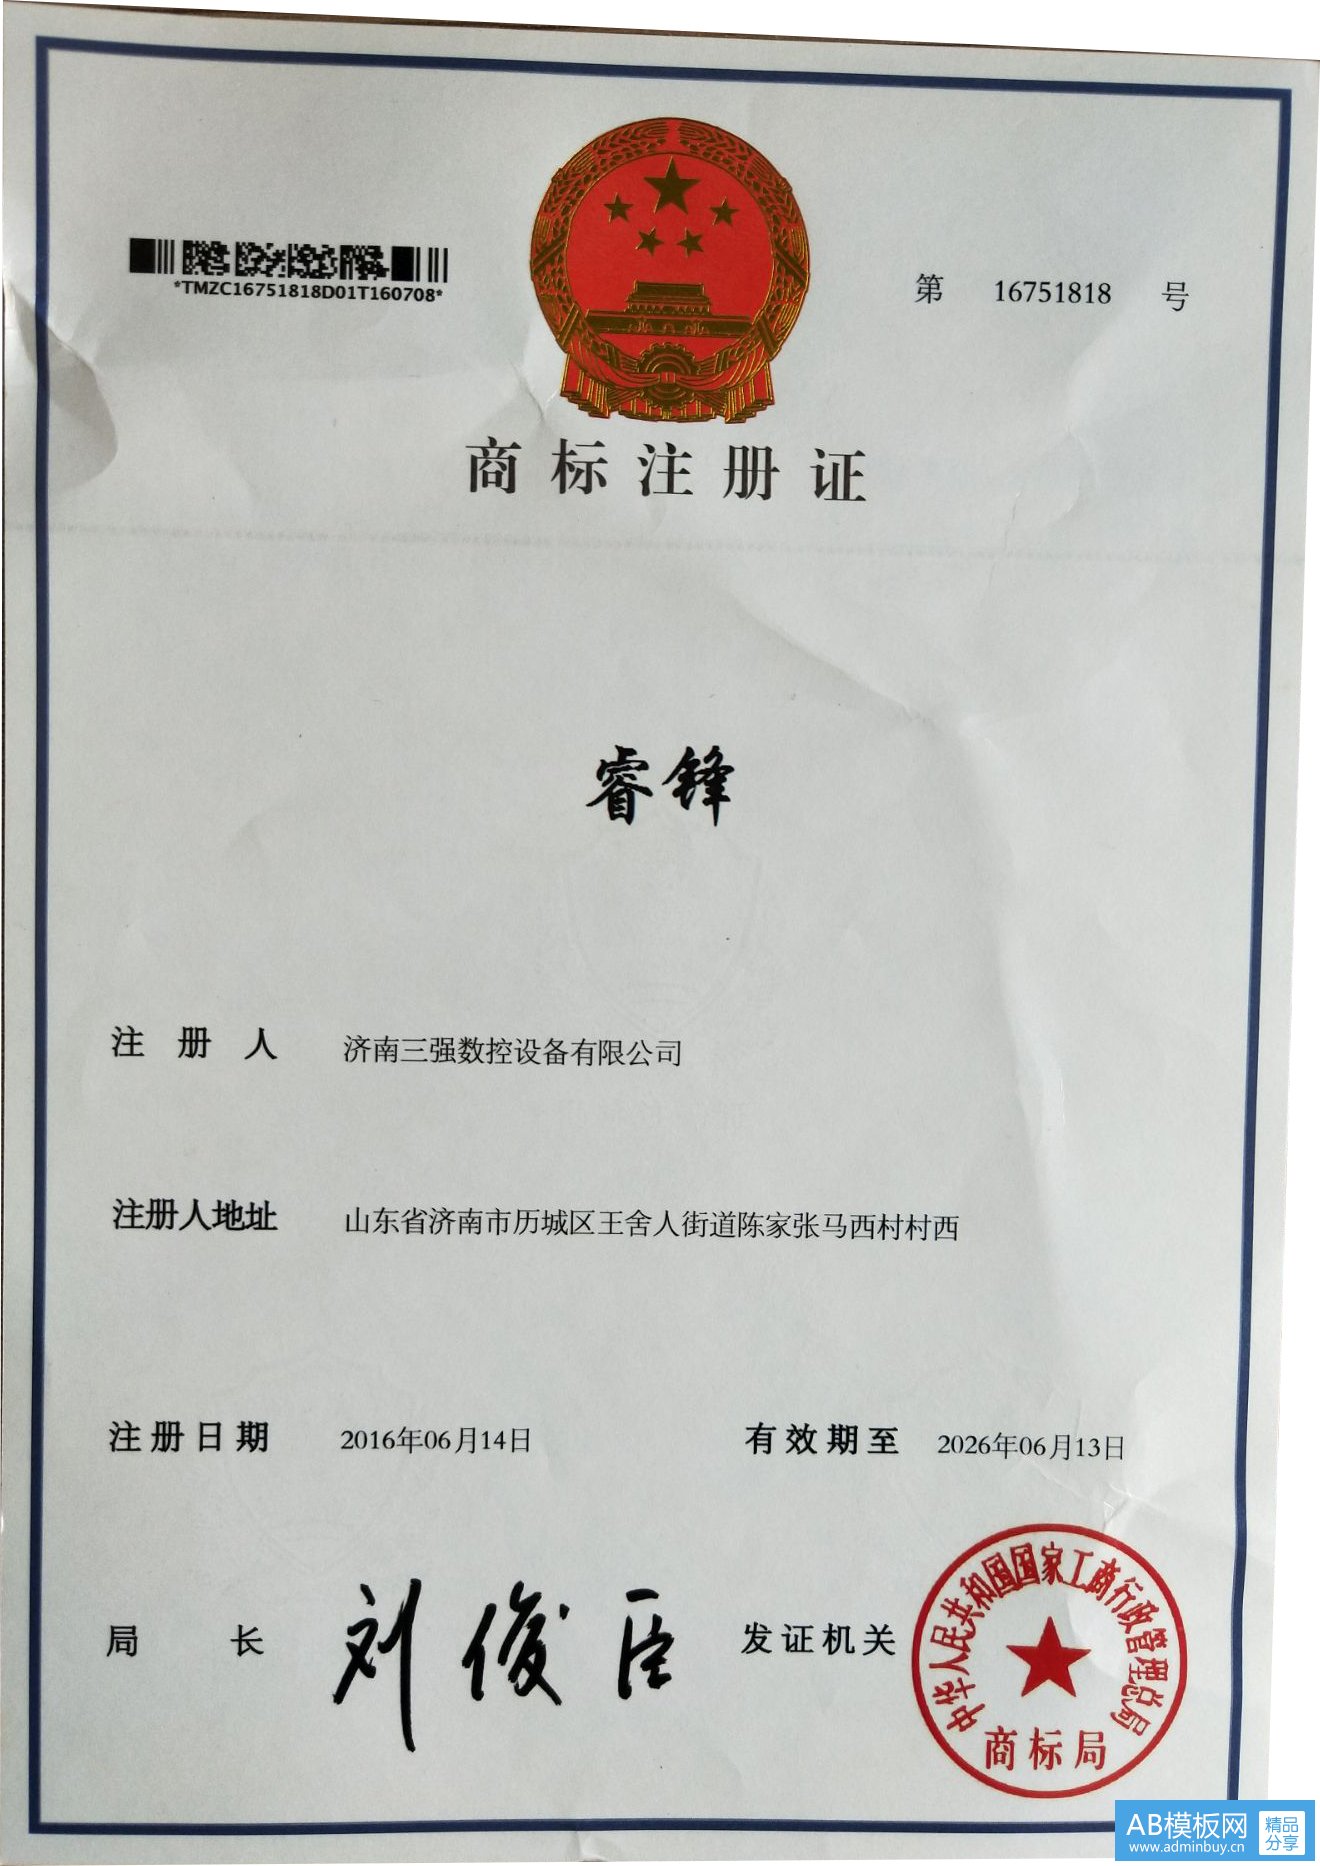 *TMZC16751818D01T160708*
第 16751818 号
商标注册证
睿锋
注册人 济南三强数控设备有限公司
注册人地址 山东省济南市历城区王舍人街道陈家张马西村村西
注册日期 2016年06月14日 有效期至 2026年06月13日
局长 刘俊臣 发证机关
中华人民共和国国家工商行政管理总局
商标局
AB模板网 精品
www.adminbuy.cn 分享